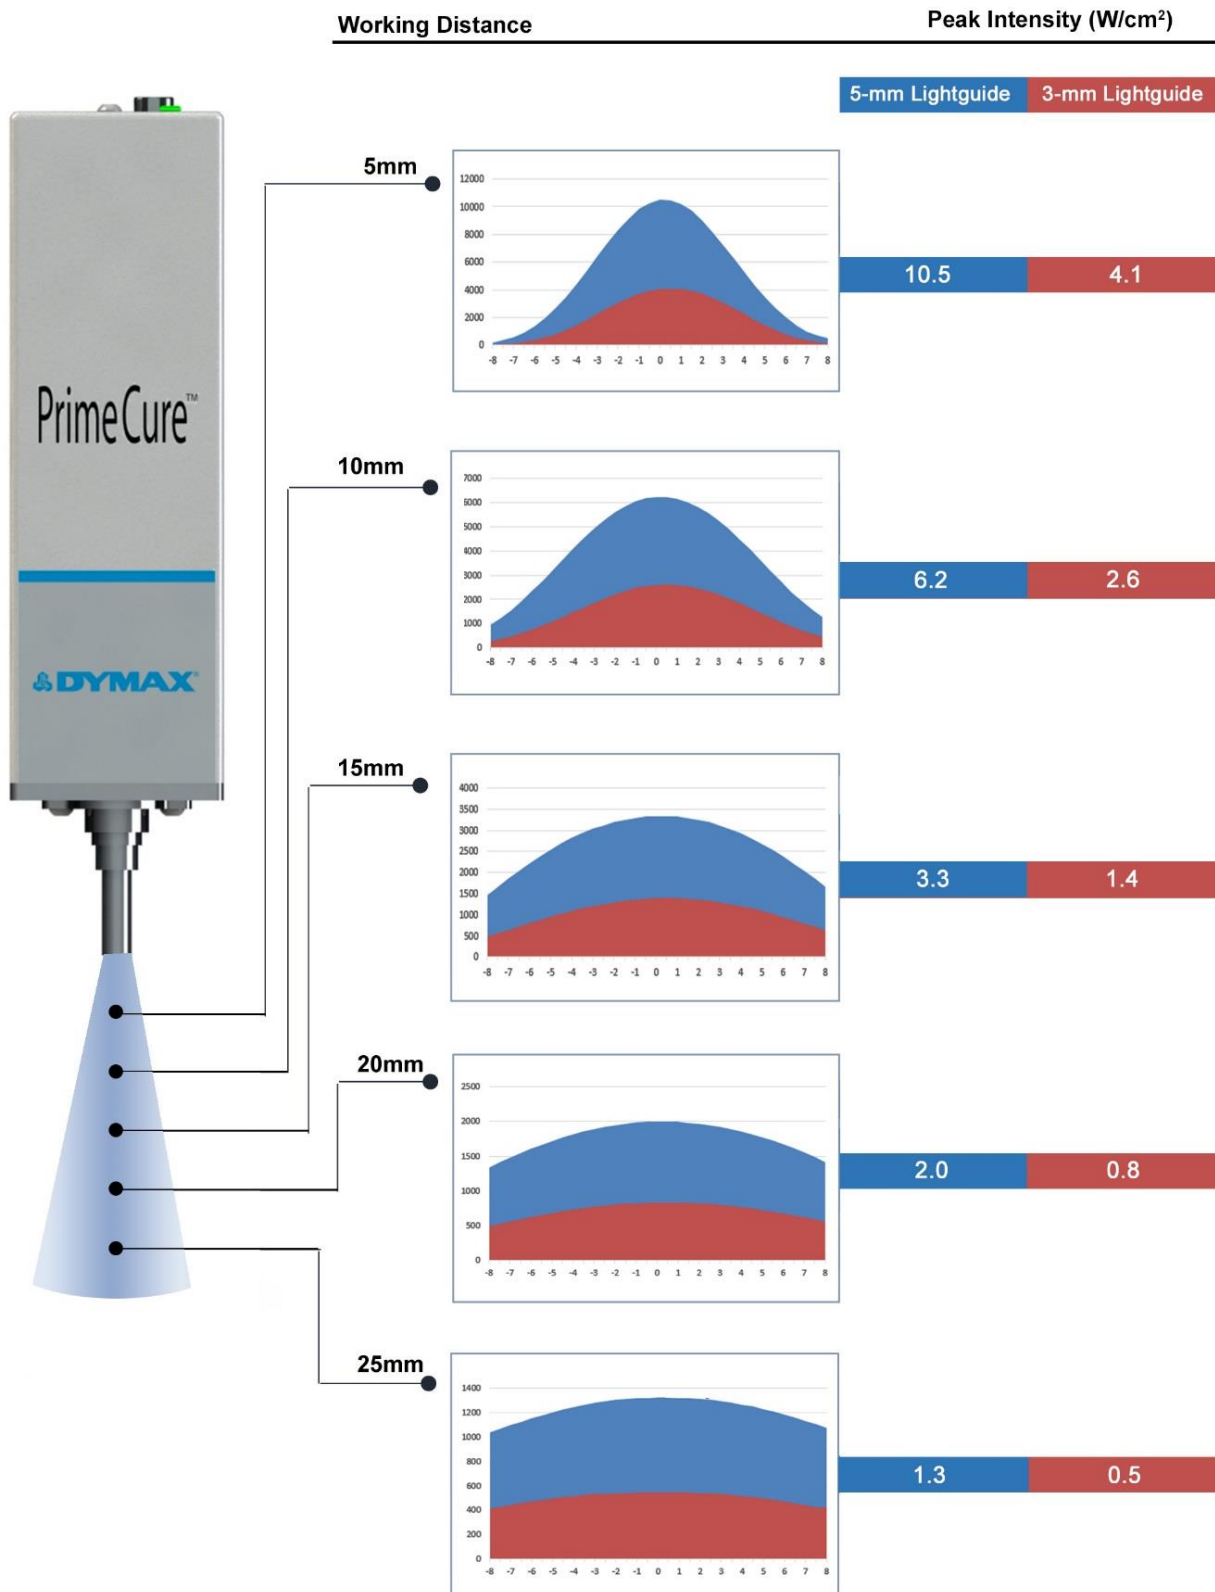 Working Distance
Peak Intensity (W/cm²)
5-mm Lightguide 3-mm Lightguide
PrimeCure™
DYMAX®
5mm
12000
10000
8000
6000
4000
2000
0
-8 -7 -6 -5 -4 -3 -2 -1 0 1 2 3 4 5 6 7 8
10.5 4.1
10mm
7000
6000
5000
4000
3000
2000
1000
0
-8 -7 -6 -5 -4 -3 -2 -1 0 1 2 3 4 5 6 7 8
6.2 2.6
15mm
4000
3500
3000
2500
2000
1500
1000
500
0
-8 -7 -6 -5 -4 -3 -2 -1 0 1 2 3 4 5 6 7 8
3.3 1.4
20mm
2500
2000
1500
1000
500
0
-8 -7 -6 -5 -4 -3 -2 -1 0 1 2 3 4 5 6 7 8
2.0 0.8
25mm
1400
1200
1000
800
600
400
200
0
-8 -7 -6 -5 -4 -3 -2 -1 0 1 2 3 4 5 6 7 8
1.3 0.5